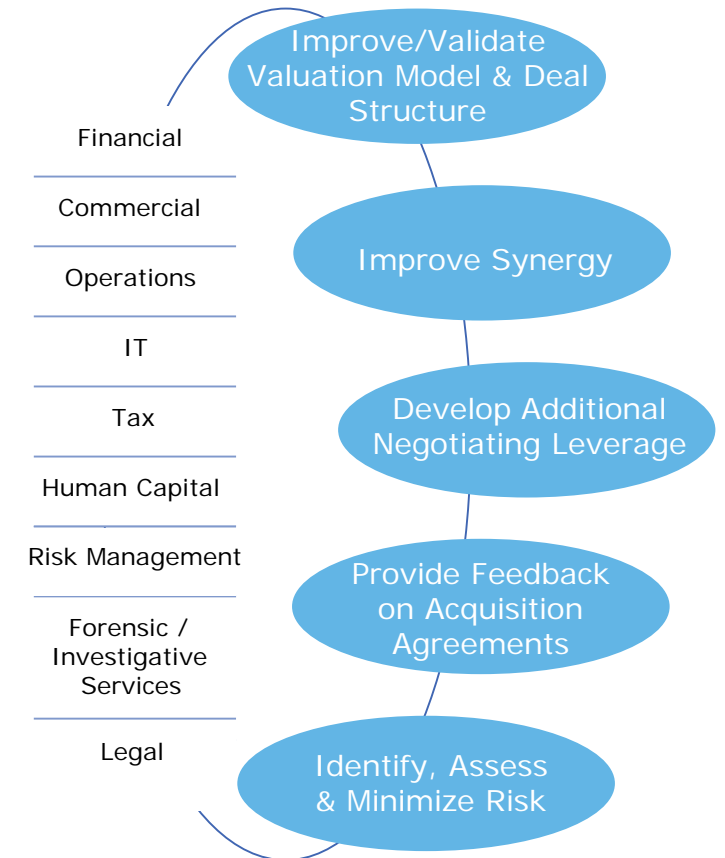 Financial
Commercial
Operations
IT
Tax
Human Capital
Risk Management
Forensic /
Investigative
Services
Legal
Improve/Validate
Valuation Model & Deal
Structure
Improve Synergy
Develop Additional
Negotiating Leverage
Provide Feedback
on Acquisition
Agreements
Identify, Assess
& Minimize Risk